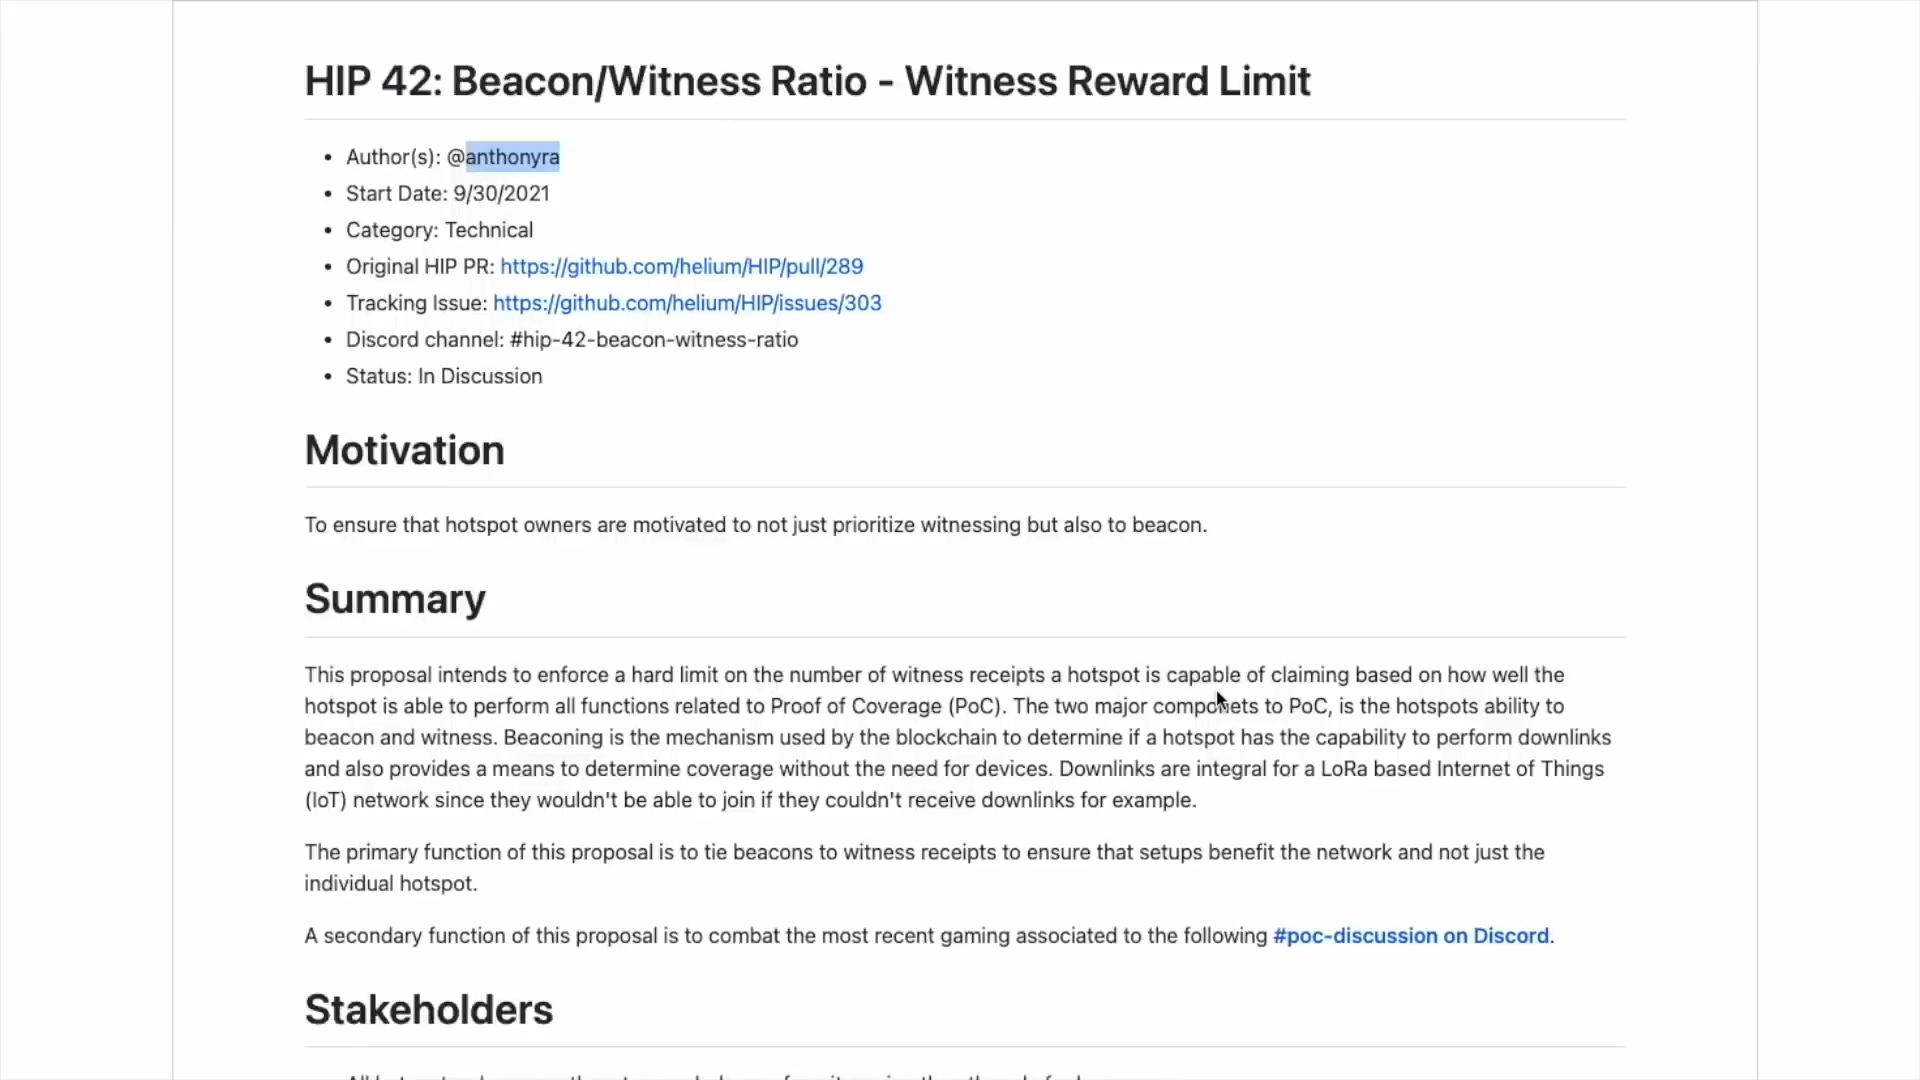 HIP 42: Beacon/Witness Ratio - Witness Reward Limit
• Author(s): @anthonyra
• Start Date: 9/30/2021
• Category: Technical
• Original HIP PR: https://github.com/helium/HIP/pull/289
• Tracking Issue: https://github.com/helium/HIP/issues/303
• Discord channel: #hip-42-beacon-witness-ratio
• Status: In Discussion
Motivation
To ensure that hotspot owners are motivated to not just prioritize witnessing but also to beacon.
Summary
This proposal intends to enforce a hard limit on the number of witness receipts a hotspot is capable of claiming based on how well the
hotspot is able to perform all functions related to Proof of Coverage (PoC). The two major componets to PoC, is the hotspots ability to
beacon and witness. Beaconing is the mechanism used by the blockchain to determine if a hotspot has the capability to perform downlinks
and also provides a means to determine coverage without the need for devices. Downlinks are integral for a LoRa based Internet of Things
(IoT) network since they wouldn't be able to join if they couldn't receive downlinks for example.
The primary function of this proposal is to tie beacons to witness receipts to ensure that setups benefit the network and not just the
individual hotspot.
A secondary function of this proposal is to combat the most recent gaming associated to the following #poc-discussion on Discord.
Stakeholders